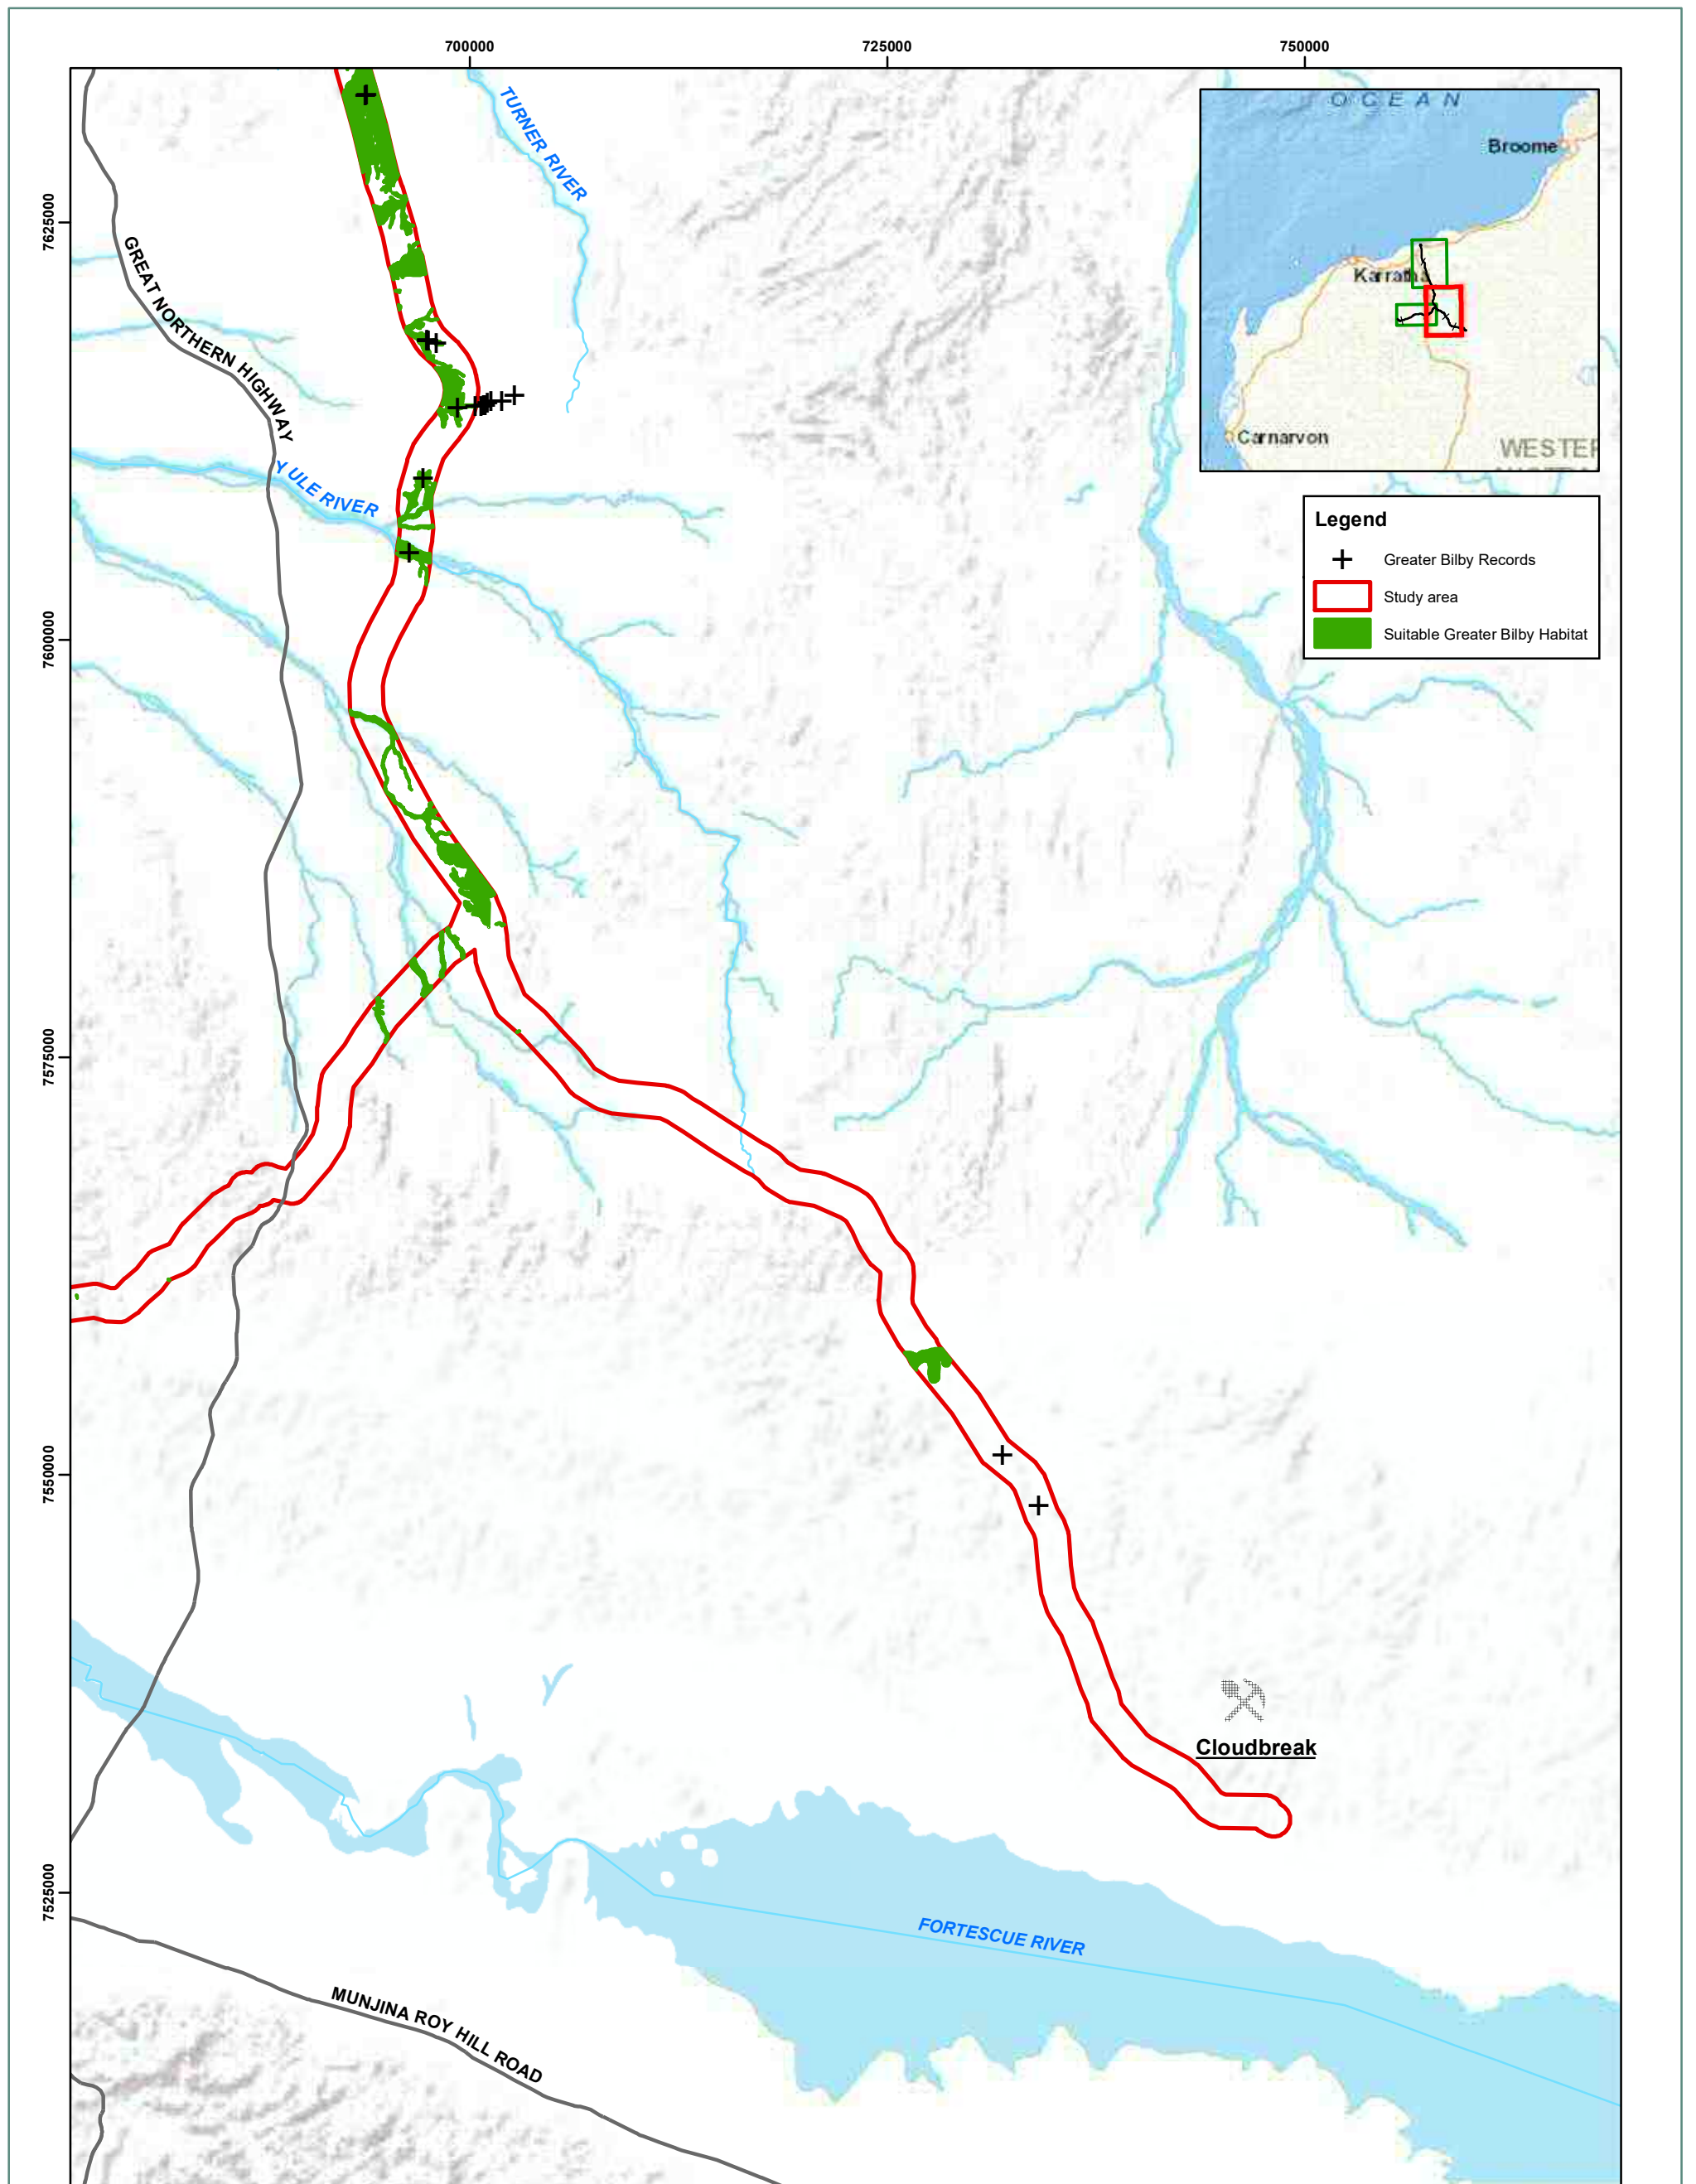 700000
725000
750000
7625000
7600000
7575000
7550000
7525000
TURNER RIVER
GREAT NORTHERN HIGHWAY
YULE RIVER
OCEAN
Broome
Karratha
Carnarvon
Legend
Greater Bilby Records
Study area
Suitable Greater Bilby Habitat
Cloudbreak
FORTESCUE RIVER
MUNJINA ROY HILL ROAD